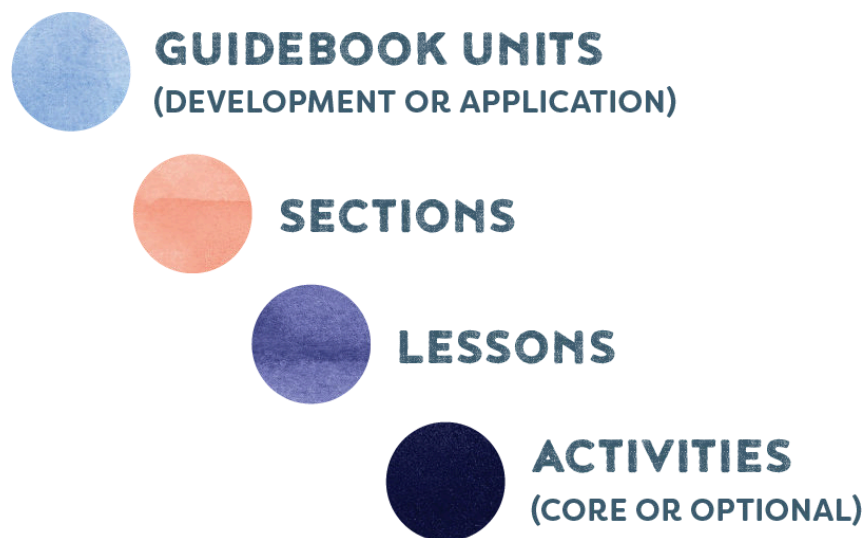 GUIDEBOOK UNITS
(DEVELOPMENT OR APPLICATION)
SECTIONS
LESSONS
ACTIVITIES
(CORE OR OPTIONAL)